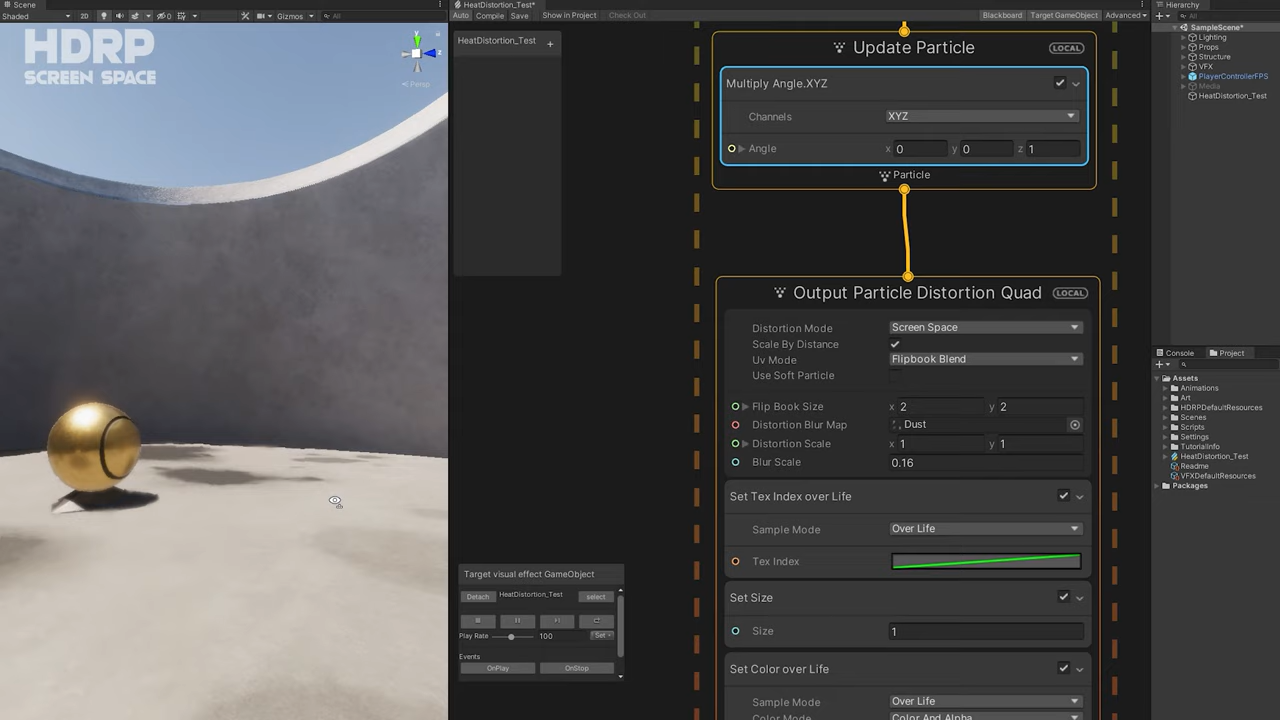 Scene
Shaded
2D
0
Gizmos
All
HDRP
SCREEN SPACE
y
z
Persp
HeatDistortion_Test*
Auto
Compile
Save
Show in Project
Check Out
Blackboard
Target GameObject
Advanced
HeatDistortion_Test
+
Update Particle
LOCAL
Multiply Angle.XYZ
Channels
XYZ
Angle
x 0
y 0
z 1
Particle
Output Particle Distortion Quad
LOCAL
Distortion Mode
Screen Space
Scale By Distance
Uv Mode
Flipbook Blend
Use Soft Particle
Flip Book Size
x 2
y 2
Distortion Blur Map
Dust
Distortion Scale
x 1
y 1
Blur Scale
0.16
Set Tex Index over Life
Sample Mode
Over Life
Tex Index
Set Size
Size
1
Set Color over Life
Sample Mode
Over Life
Color Mode
Color And Alpha
Target visual effect GameObject
Detach
HeatDistortion_Test
select
Play Rate
100
Set
Events
OnPlay
OnStop
Hierarchy
+
All
SampleScene*
Lighting
Props
Structure
VFX
PlayerControllerFPS
Media
HeatDistortion_Test
Console
Project
+
Assets
Animations
Art
HDRPDefaultResources
Scenes
Scripts
Settings
TutorialInfo
HeatDistortion_Test
Readme
VFXDefaultResources
Packages